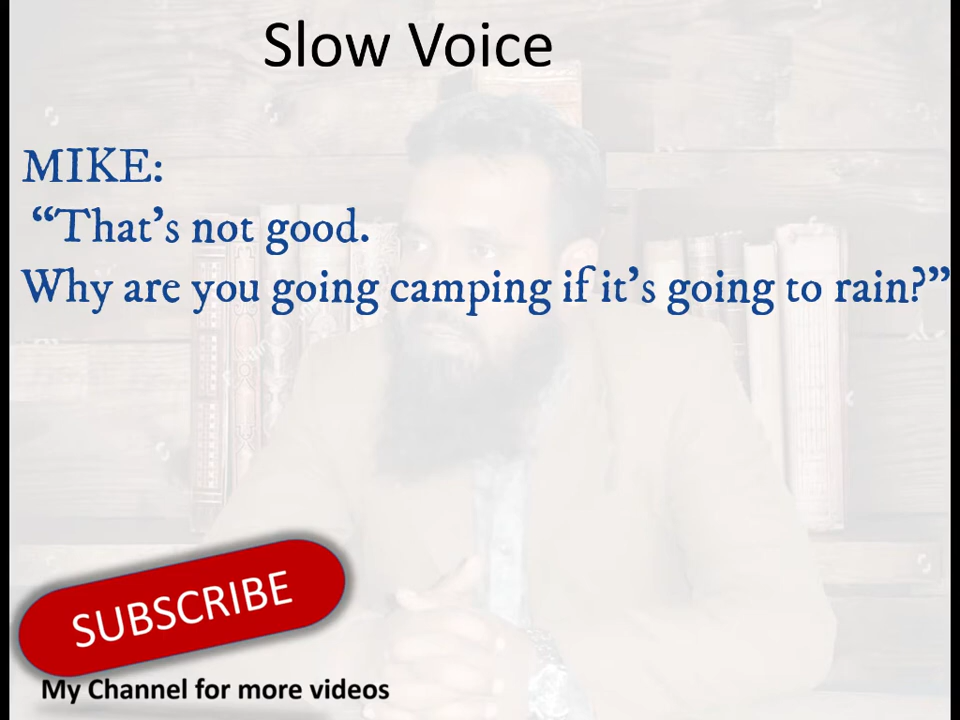 Slow Voice
MIKE:
“That’s not good.
Why are you going camping if it’s going to rain?”
SUBSCRIBE
My Channel for more videos